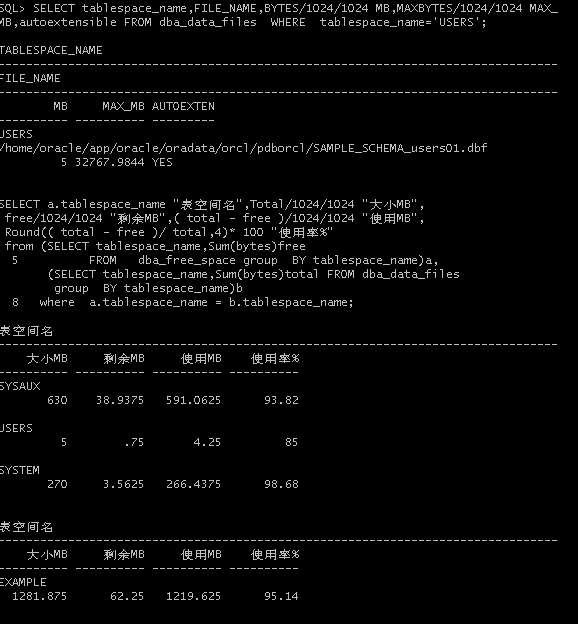 SQL> SELECT tablespace_name,FILE_NAME,BYTES/1024/1024 MB,MAXBYTES/1024/1024 MAX_
MB,autoextensible FROM dba_data_files  WHERE  tablespace_name='USERS';
TABLESPACE_NAME
--------------------------------------------------------------------------------
FILE_NAME
--------------------------------------------------------------------------------
        MB     MAX_MB AUTOEXTEN
---------- ---------- ---------
USERS
/home/oracle/app/oracle/oradata/orcl/pdborcl/SAMPLE_SCHEMA_users01.dbf
         5 32767.9844 YES
SELECT a.tablespace_name "表空间名",Total/1024/1024 "大小MB",
 free/1024/1024 "剩余MB",( total - free )/1024/1024 "使用MB",
 Round(( total - free )/ total,4)* 100 "使用率%"
 from (SELECT tablespace_name,Sum(bytes)free
  5          FROM   dba_free_space group  BY tablespace_name)a,
       (SELECT tablespace_name,Sum(bytes)total FROM dba_data_files
        group  BY tablespace_name)b
  8   where  a.tablespace_name = b.tablespace_name;
表空间名
--------------------------------------------------------------------------------
    大小MB     剩余MB     使用MB    使用率%
---------- ---------- ---------- ----------
SYSAUX
       630    38.9375   591.0625      93.82
USERS
         5        .75       4.25         85
SYSTEM
       270     3.5625   266.4375      98.68
表空间名
--------------------------------------------------------------------------------
    大小MB     剩余MB     使用MB    使用率%
---------- ---------- ---------- ----------
EXAMPLE
  1281.875      62.25   1219.625      95.14